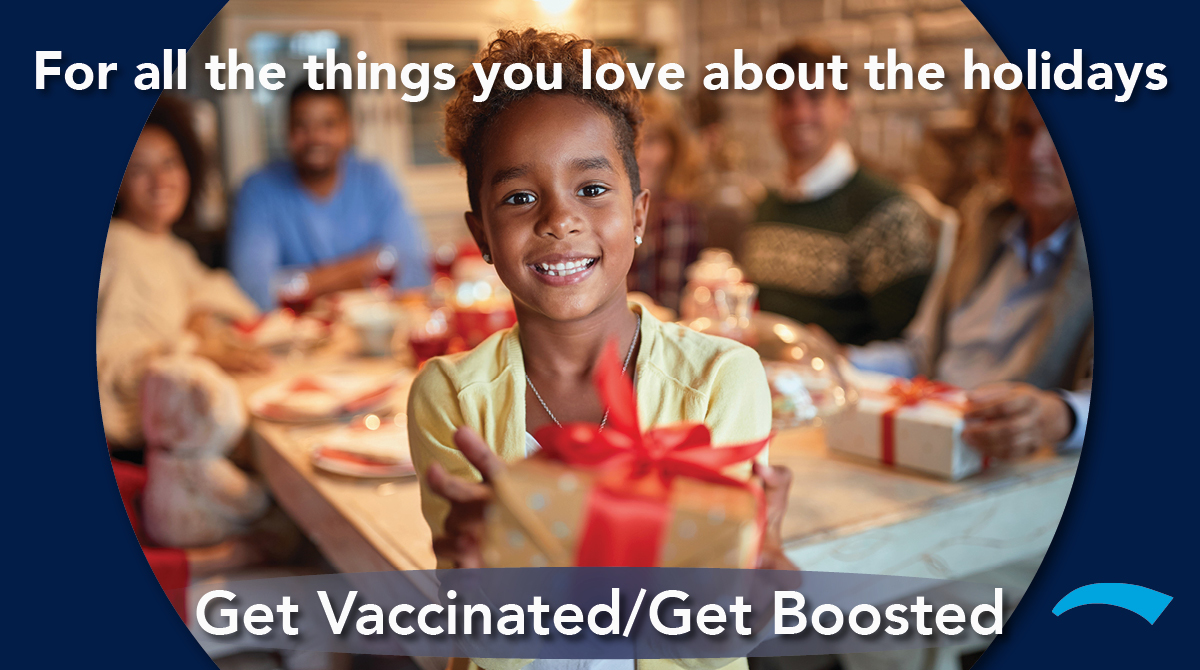 For all the things you love about the holidays
Get Vaccinated/Get Boosted